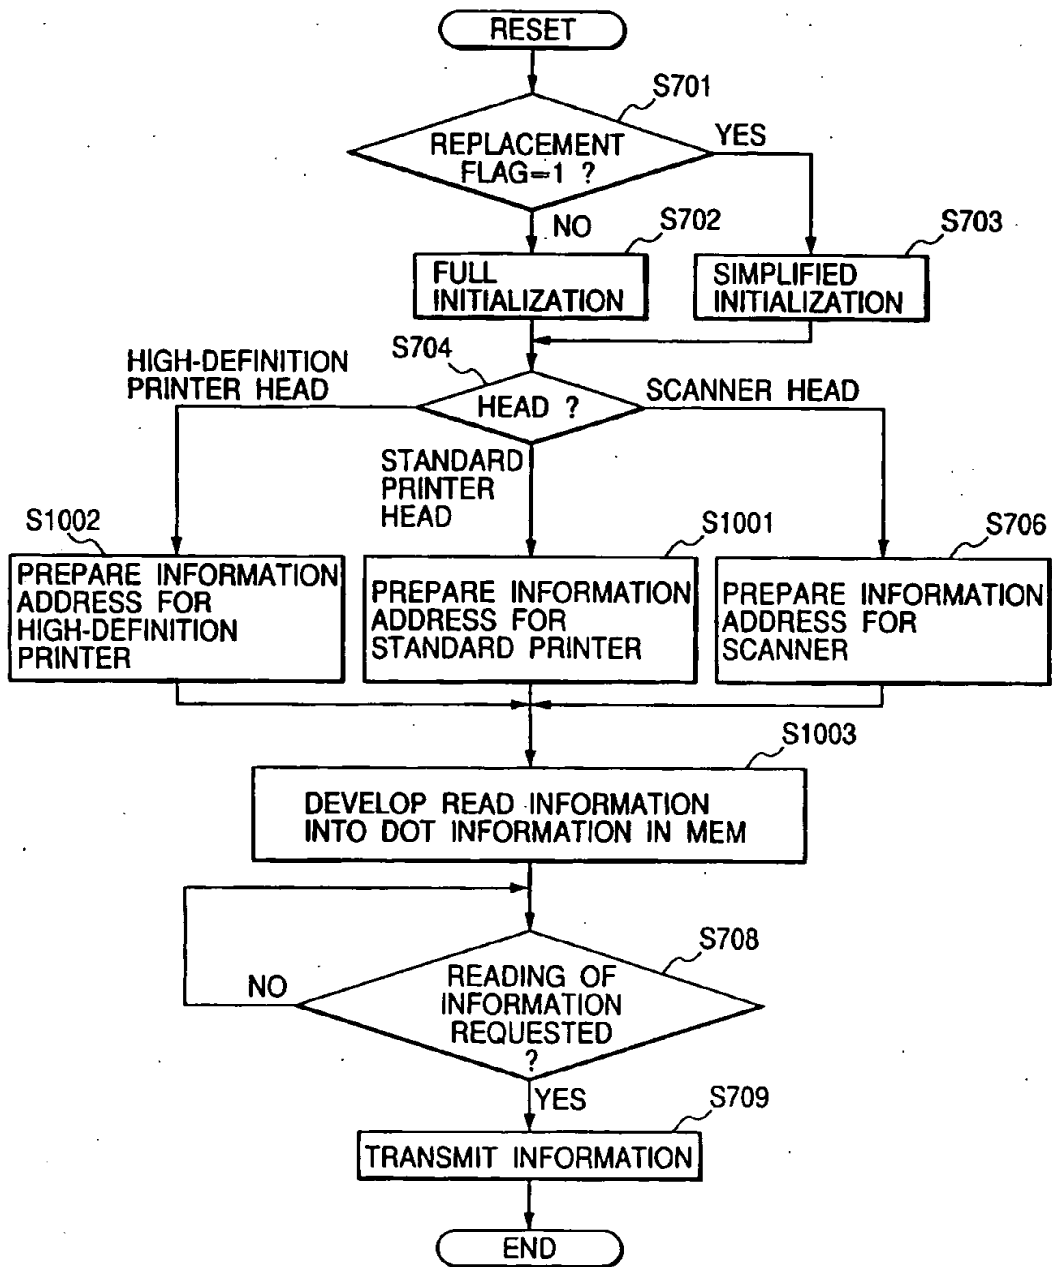 RESET
S701
REPLACEMENT
FLAG=1 ?
YES
NO
S702
S703
FULL
INITIALIZATION
SIMPLIFIED
INITIALIZATION
S704
HIGH-DEFINITION
PRINTER HEAD
HEAD ?
SCANNER HEAD
STANDARD
PRINTER
HEAD
S1002
S1001
S706
PREPARE INFORMATION
ADDRESS FOR
HIGH-DEFINITION
PRINTER
PREPARE INFORMATION
ADDRESS FOR
STANDARD PRINTER
PREPARE INFORMATION
ADDRESS FOR
SCANNER
S1003
DEVELOP READ INFORMATION
INTO DOT INFORMATION IN MEM
S708
NO
READING OF
INFORMATION
REQUESTED
?
YES
S709
TRANSMIT INFORMATION
END